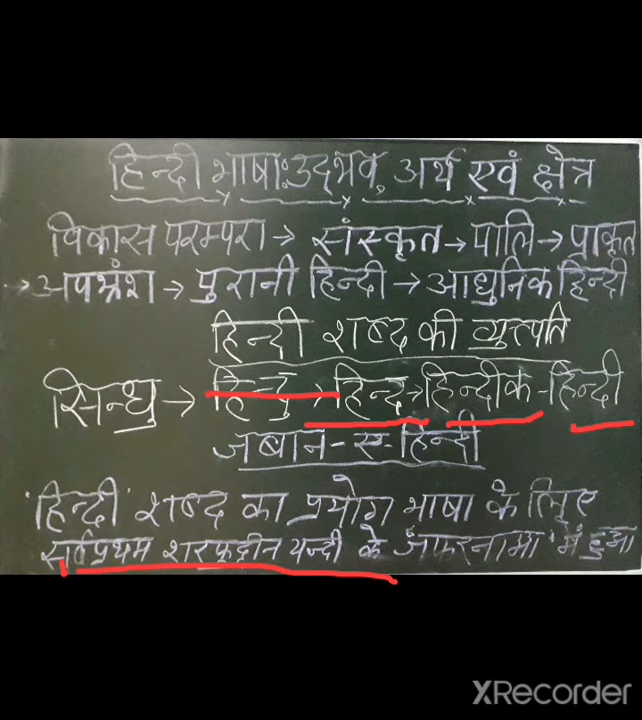 हिन्दी भाषा:उद्भव, अर्थ एवं क्षेत्र
विकास परम्परा → संस्कृत → पालि → प्राकृत
→ अपभ्रंश → पुरानी हिन्दी → आधुनिक हिन्दी
हिन्दी शब्द की व्युत्पति
सिन्धु → हिन्दु → हिन्द → हिन्दीक - हिन्दी
जबान-ए-हिन्दी
'हिन्दी' शब्द का प्रयोग भाषा के लिए
सर्वप्रथम शरफुद्दीन यज्दी के 'जफरनामा' में हुआ
XRecorder